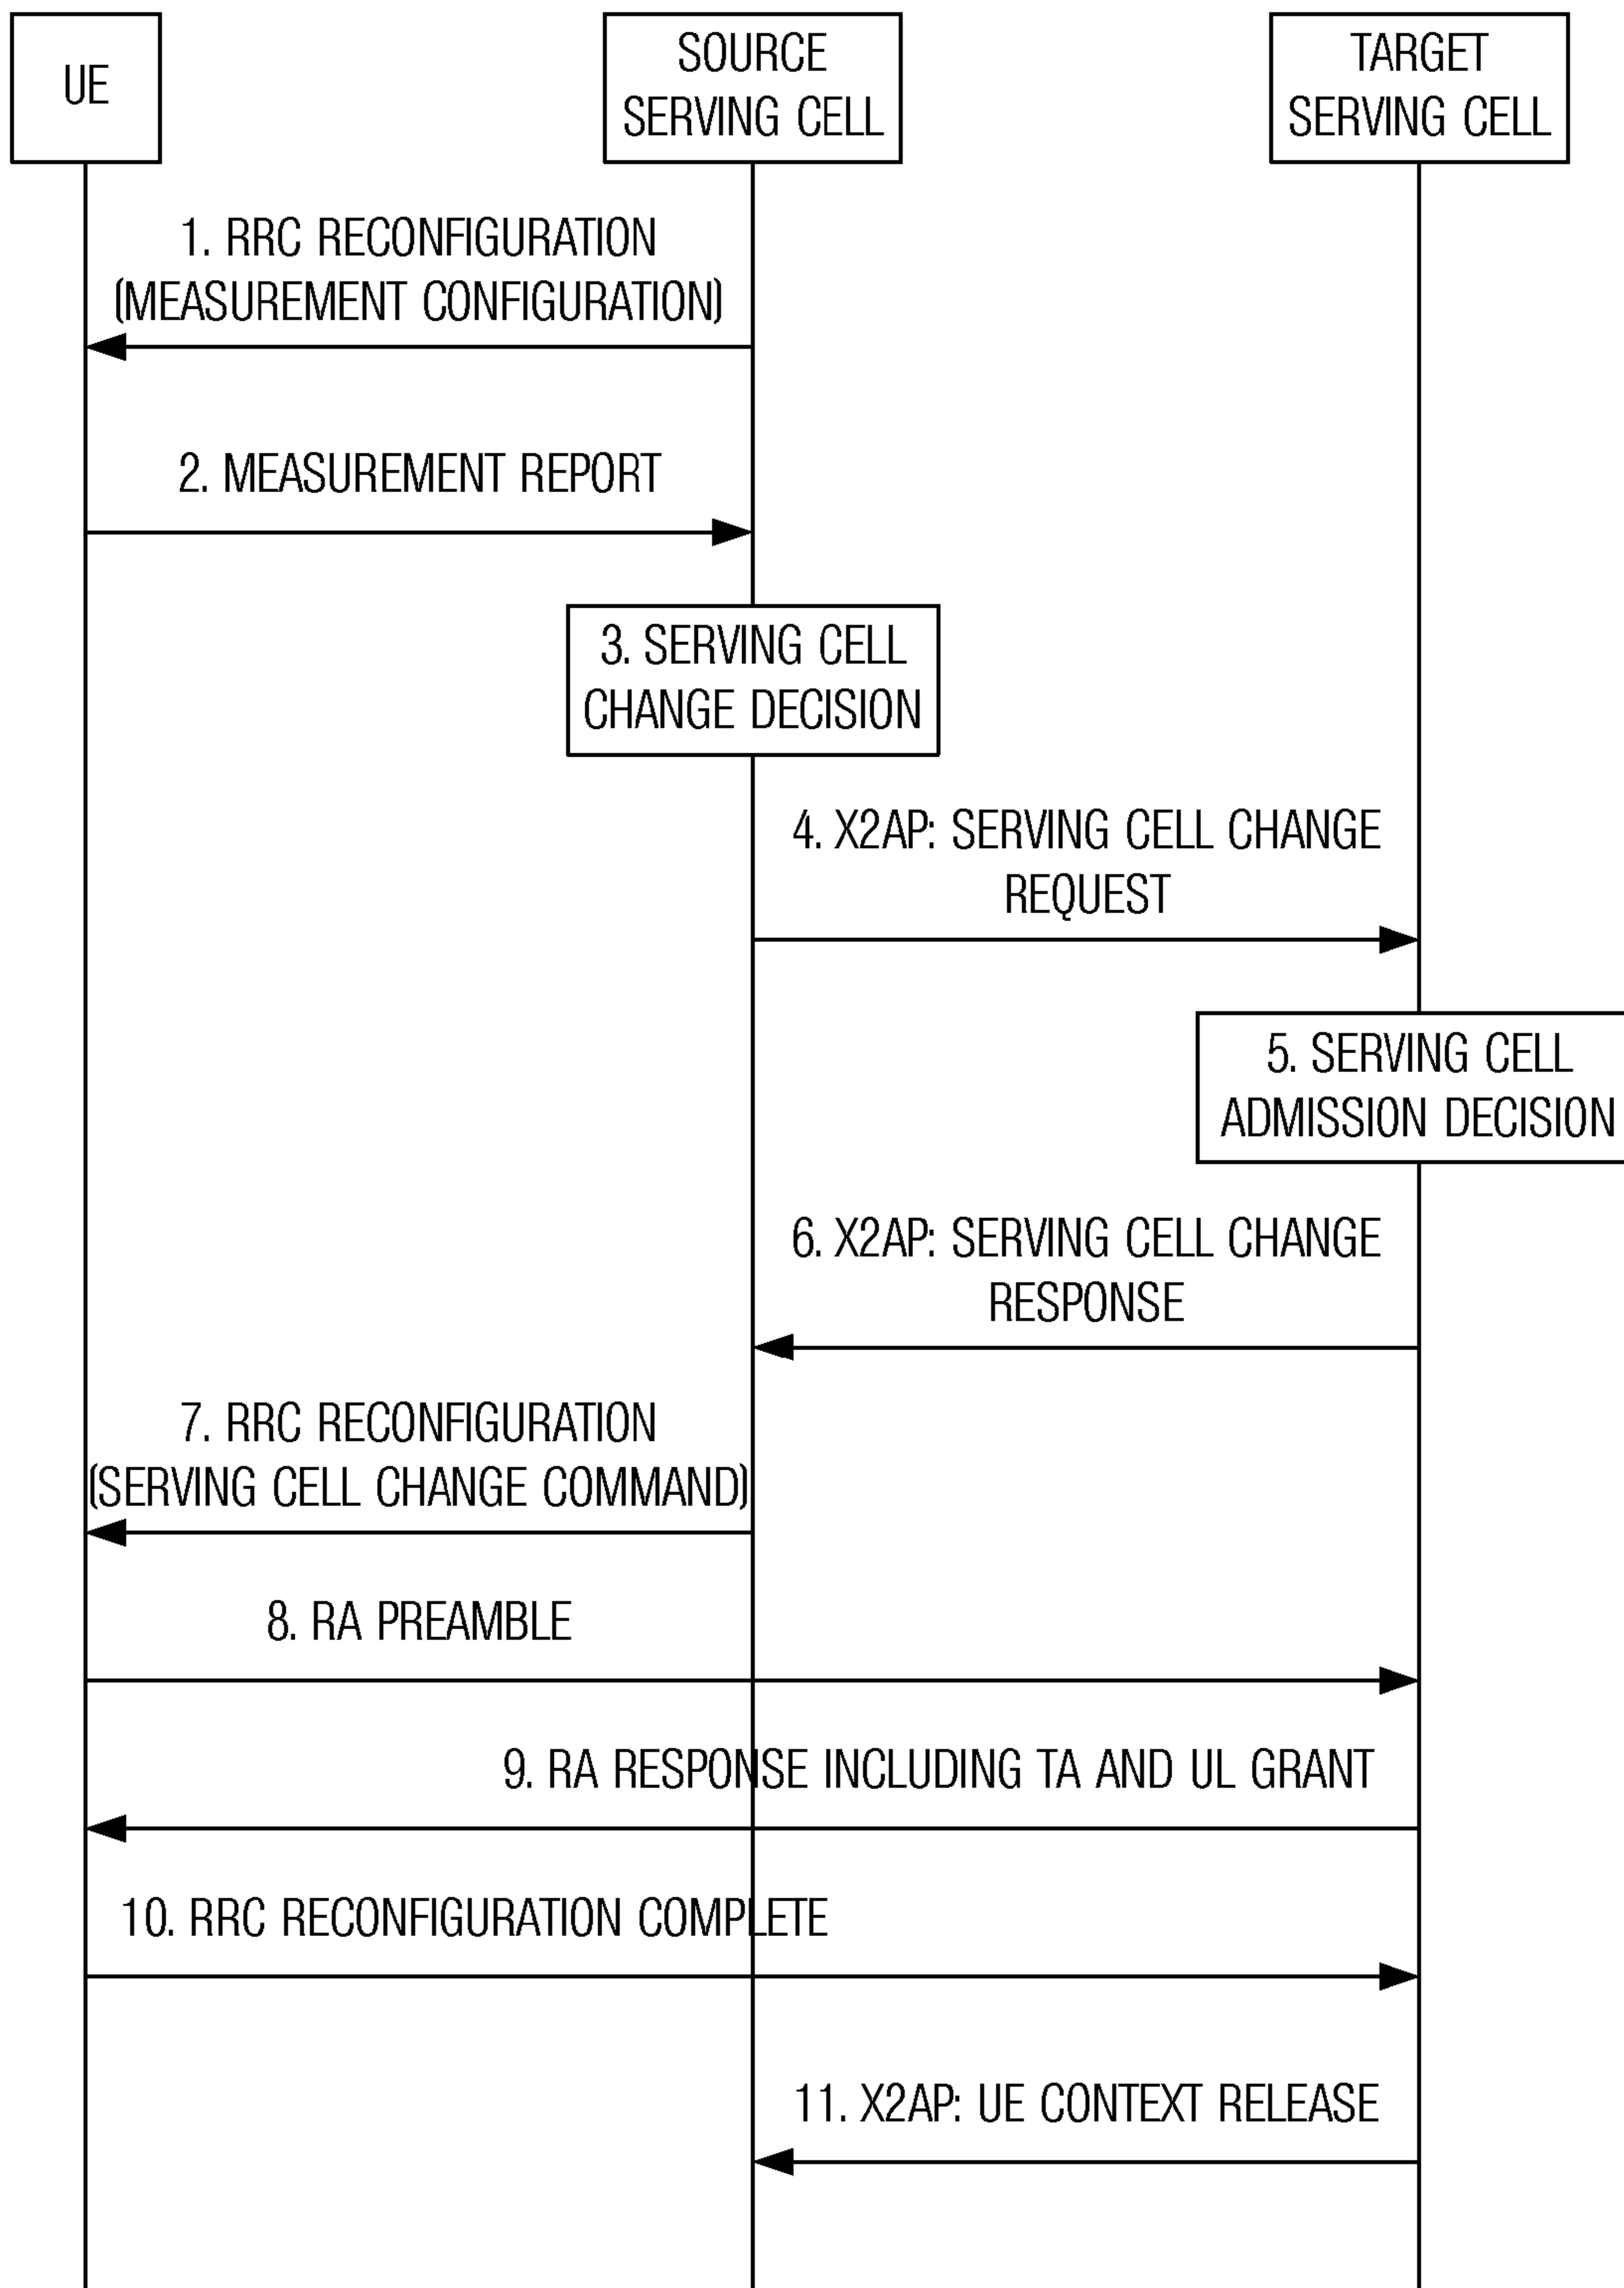 UE
SOURCE
SERVING CELL
TARGET
SERVING CELL
1. RRC RECONFIGURATION
(MEASUREMENT CONFIGURATION)
2. MEASUREMENT REPORT
3. SERVING CELL
CHANGE DECISION
4. X2AP: SERVING CELL CHANGE
REQUEST
5. SERVING CELL
ADMISSION DECISION
6. X2AP: SERVING CELL CHANGE
RESPONSE
7. RRC RECONFIGURATION
(SERVING CELL CHANGE COMMAND)
8. RA PREAMBLE
9. RA RESPONSE INCLUDING TA AND UL GRANT
10. RRC RECONFIGURATION COMPLETE
11. X2AP: UE CONTEXT RELEASE